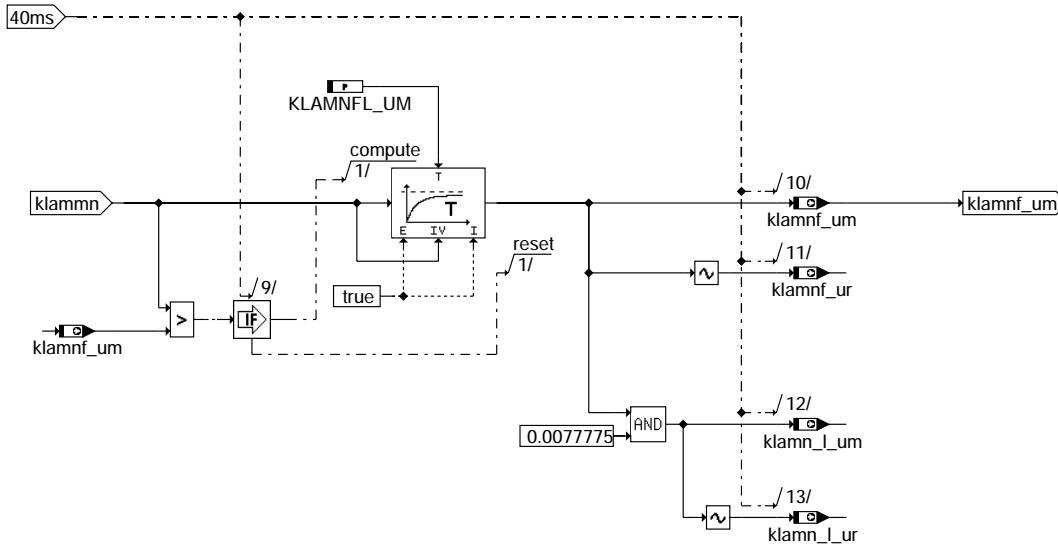 40ms
P
KLAMNFL_UM
compute
1/
T
klammn
T
E IV I
10/
klamnf_um
klamnf_um
reset
1/
11/
klamnf_ur
true
9/
>
IF
klamnf_um
AND
0.0077775
12/
klamn_l_um
13/
klamn_l_ur